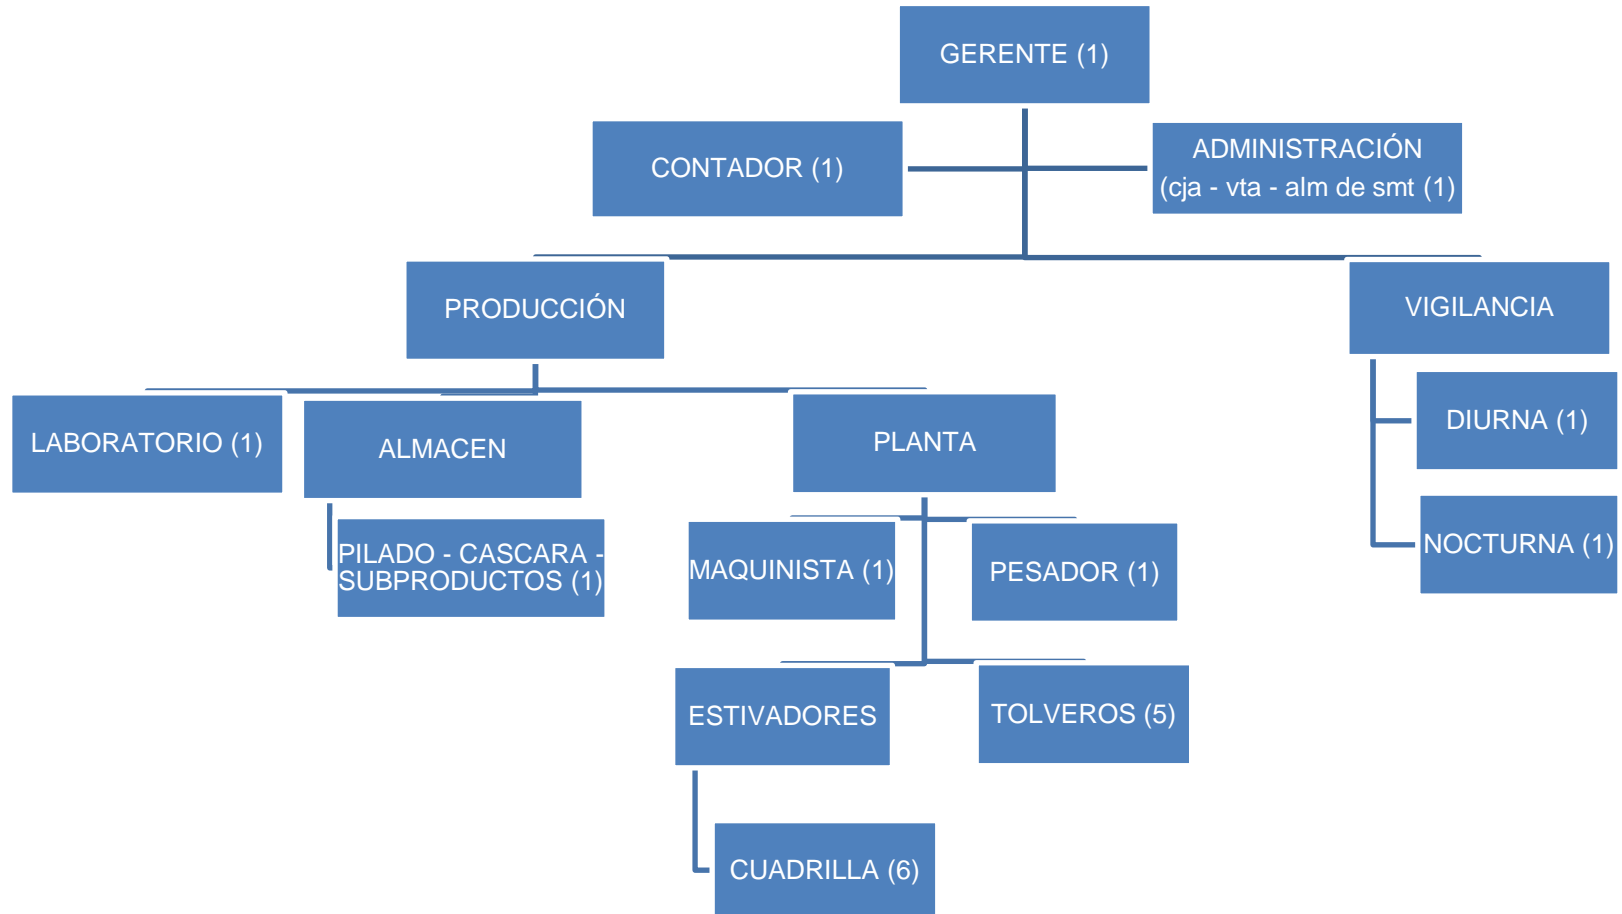 GERENTE (1)
CONTADOR (1)
ADMINISTRACIÓN
(cja - vta - alm de smt (1)
PRODUCCIÓN
VIGILANCIA
LABORATORIO (1)
ALMACEN
PLANTA
DIURNA (1)
PILADO - CASCARA -
SUBPRODUCTOS (1)
MAQUINISTA (1)
PESADOR (1)
NOCTURNA (1)
ESTIVADORES
TOLVEROS (5)
CUADRILLA (6)